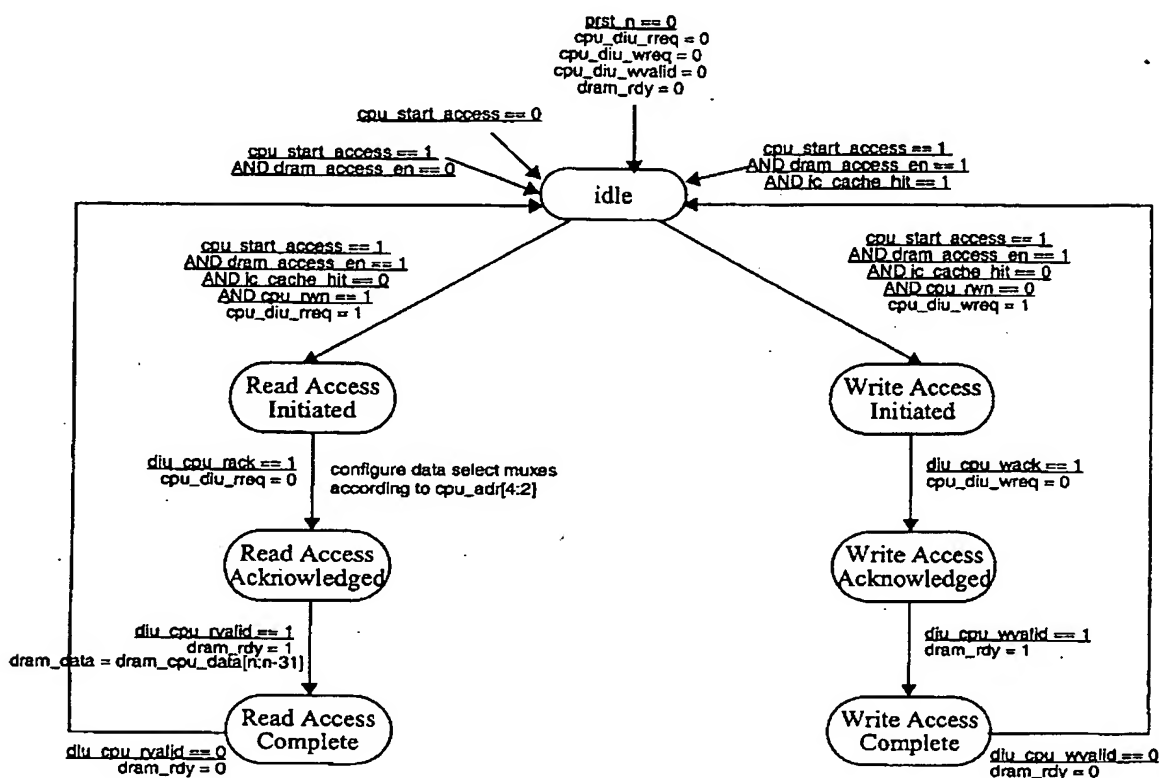 prst_n == 0
cpu_diu_rreq = 0
cpu_diu_wreq = 0
cpu_diu_wvalid = 0
dram_rdy = 0
cpu_start_access == 0
cpu_start_access == 1
AND dram_access_en == 0
cpu_start_access == 1
AND dram_access_en == 1
AND ic_cache_hit == 1
idle
cpu_start_access == 1
AND dram_access_en == 1
AND ic_cache_hit == 0
AND cpu_rwn == 1
cpu_diu_rreq = 1
cpu_start_access == 1
AND dram_access_en == 1
AND ic_cache_hit == 0
AND cpu_rwn == 0
cpu_diu_wreq = 1
Read Access
Initiated
Write Access
Initiated
diu_cpu_rack == 1
cpu_diu_rreq = 0
configure data select muxes
according to cpu_adr[4:2}
diu_cpu_wack == 1
cpu_diu_wreq = 0
Read Access
Acknowledged
Write Access
Acknowledged
diu_cpu_rvalid == 1
dram_rdy = 1
dram_data = dram_cpu_data[n:n-31]
diu_cpu_wvalid == 1
dram_rdy = 1
Read Access
Complete
Write Access
Complete
diu_cpu_rvalid == 0
dram_rdy = 0
diu_cpu_wvalid == 0
dram_rdy = 0